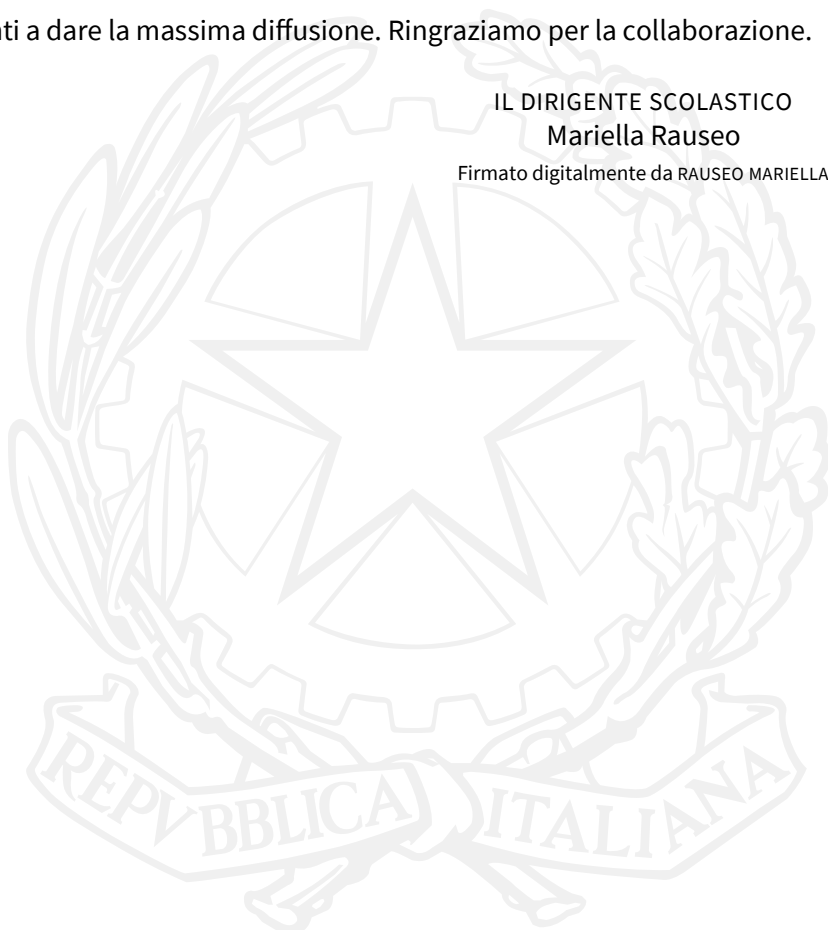 a dare la massima diffusione. Ringraziamo per la collaborazione.
IL DIRIGENTE SCOLASTICO
Mariella Rauseo
Firmato digitalmente da RAUSEO MARIELLA
REPVBBLICA ITALIANA